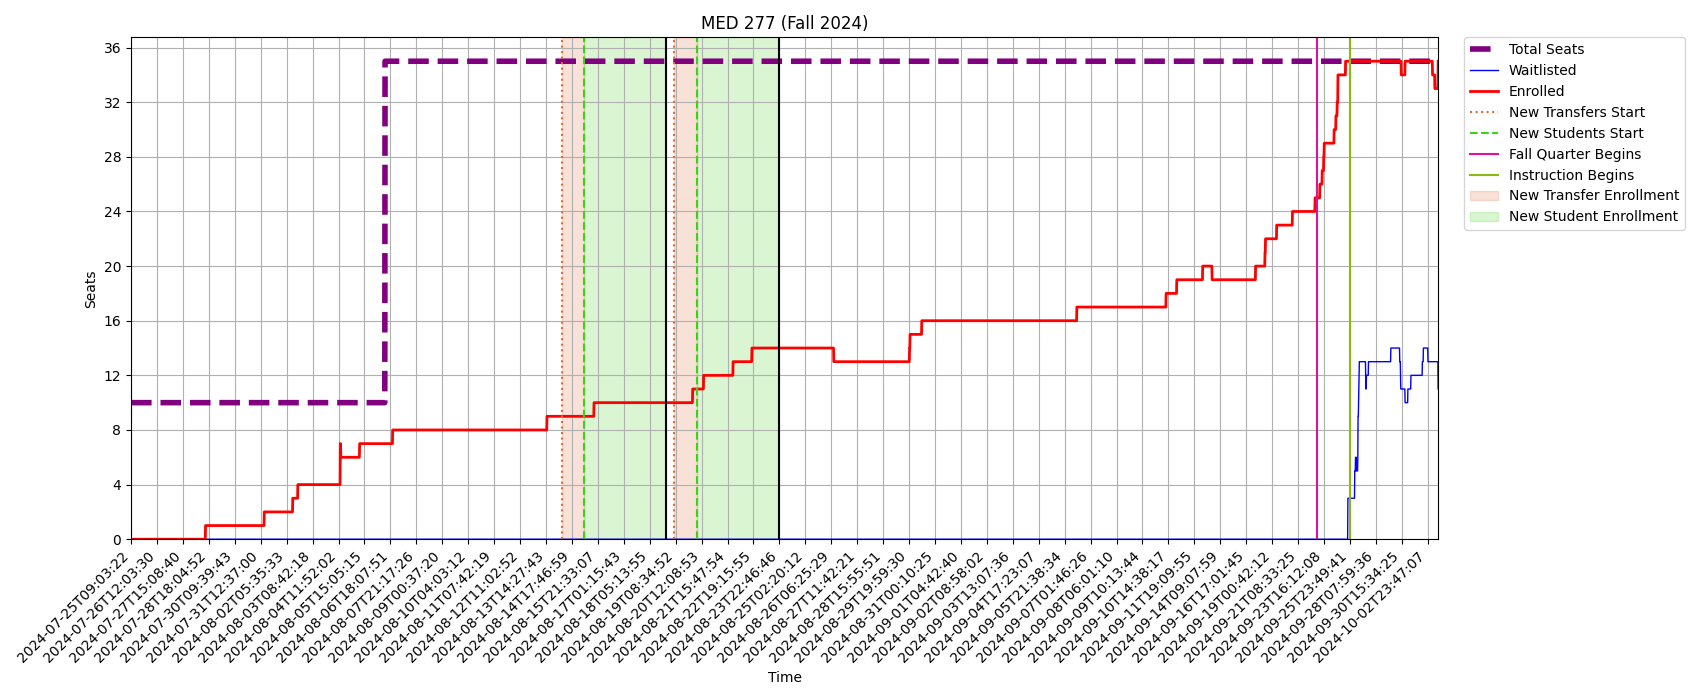 MED 277 (Fall 2024)
36
32
28
24
20
16
12
8
4
0
Seats
2024-07-25T09:03:22
2024-07-26T12:03:30
2024-07-27T15:08:40
2024-07-28T18:04:52
2024-07-30T09:39:43
2024-07-31T12:37:00
2024-08-02T05:35:33
2024-08-03T08:42:18
2024-08-04T11:52:02
2024-08-05T15:05:15
2024-08-06T18:07:51
2024-08-07T21:17:26
2024-08-09T00:37:20
2024-08-10T04:03:12
2024-08-11T07:42:19
2024-08-12T11:02:52
2024-08-13T14:27:43
2024-08-14T17:46:59
2024-08-15T21:33:07
2024-08-17T01:15:43
2024-08-18T05:13:55
2024-08-19T08:34:52
2024-08-20T12:08:53
2024-08-21T15:47:54
2024-08-22T19:15:55
2024-08-23T22:46:46
2024-08-25T02:20:12
2024-08-26T06:25:29
2024-08-27T11:42:21
2024-08-28T15:55:51
2024-08-29T19:59:30
2024-08-31T00:10:25
2024-09-01T04:42:40
2024-09-02T08:58:02
2024-09-03T13:07:36
2024-09-04T17:23:07
2024-09-05T21:38:34
2024-09-07T01:46:26
2024-09-08T06:01:10
2024-09-09T10:13:44
2024-09-10T14:38:17
2024-09-11T19:09:55
2024-09-14T09:07:59
2024-09-16T17:01:45
2024-09-19T00:42:12
2024-09-21T08:33:25
2024-09-23T16:12:08
2024-09-25T23:49:41
2024-09-28T07:59:36
2024-09-30T15:34:25
2024-10-02T23:47:07
Time
Total Seats
Waitlisted
Enrolled
New Transfers Start
New Students Start
Fall Quarter Begins
Instruction Begins
New Transfer Enrollment
New Student Enrollment